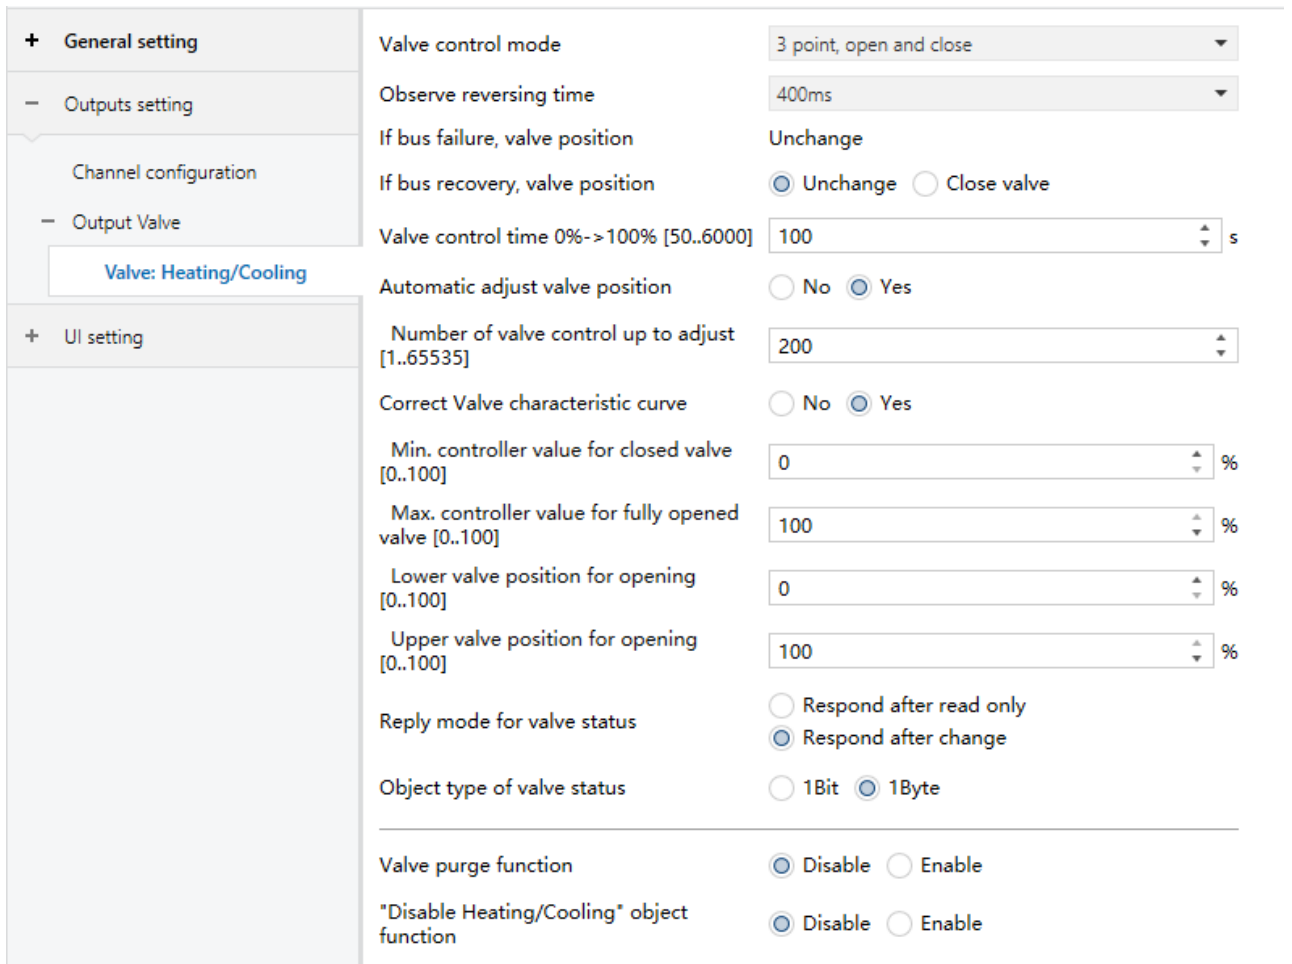 + General setting
− Outputs setting
Channel configuration
− Output Valve
Valve: Heating/Cooling
+ UI setting
Valve control mode 3 point, open and close
Observe reversing time 400ms
If bus failure, valve position Unchange
If bus recovery, valve position Unchange Close valve
Valve control time 0%->100% [50..6000] 100 s
Automatic adjust valve position No Yes
Number of valve control up to adjust
[1..65535] 200
Correct Valve characteristic curve No Yes
Min. controller value for closed valve
[0..100] 0 %
Max. controller value for fully opened
valve [0..100] 100 %
Lower valve position for opening
[0..100] 0 %
Upper valve position for opening
[0..100] 100 %
Reply mode for valve status
Respond after read only
Respond after change
Object type of valve status 1Bit 1Byte
Valve purge function Disable Enable
"Disable Heating/Cooling" object
function Disable Enable